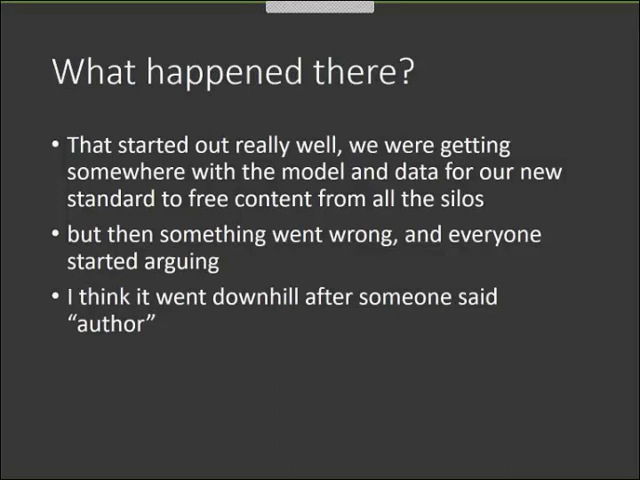 What happened there?
• That started out really well, we were getting
somewhere with the model and data for our new
standard to free content from all the silos
• but then something went wrong, and everyone
started arguing
• I think it went downhill after someone said
“author”